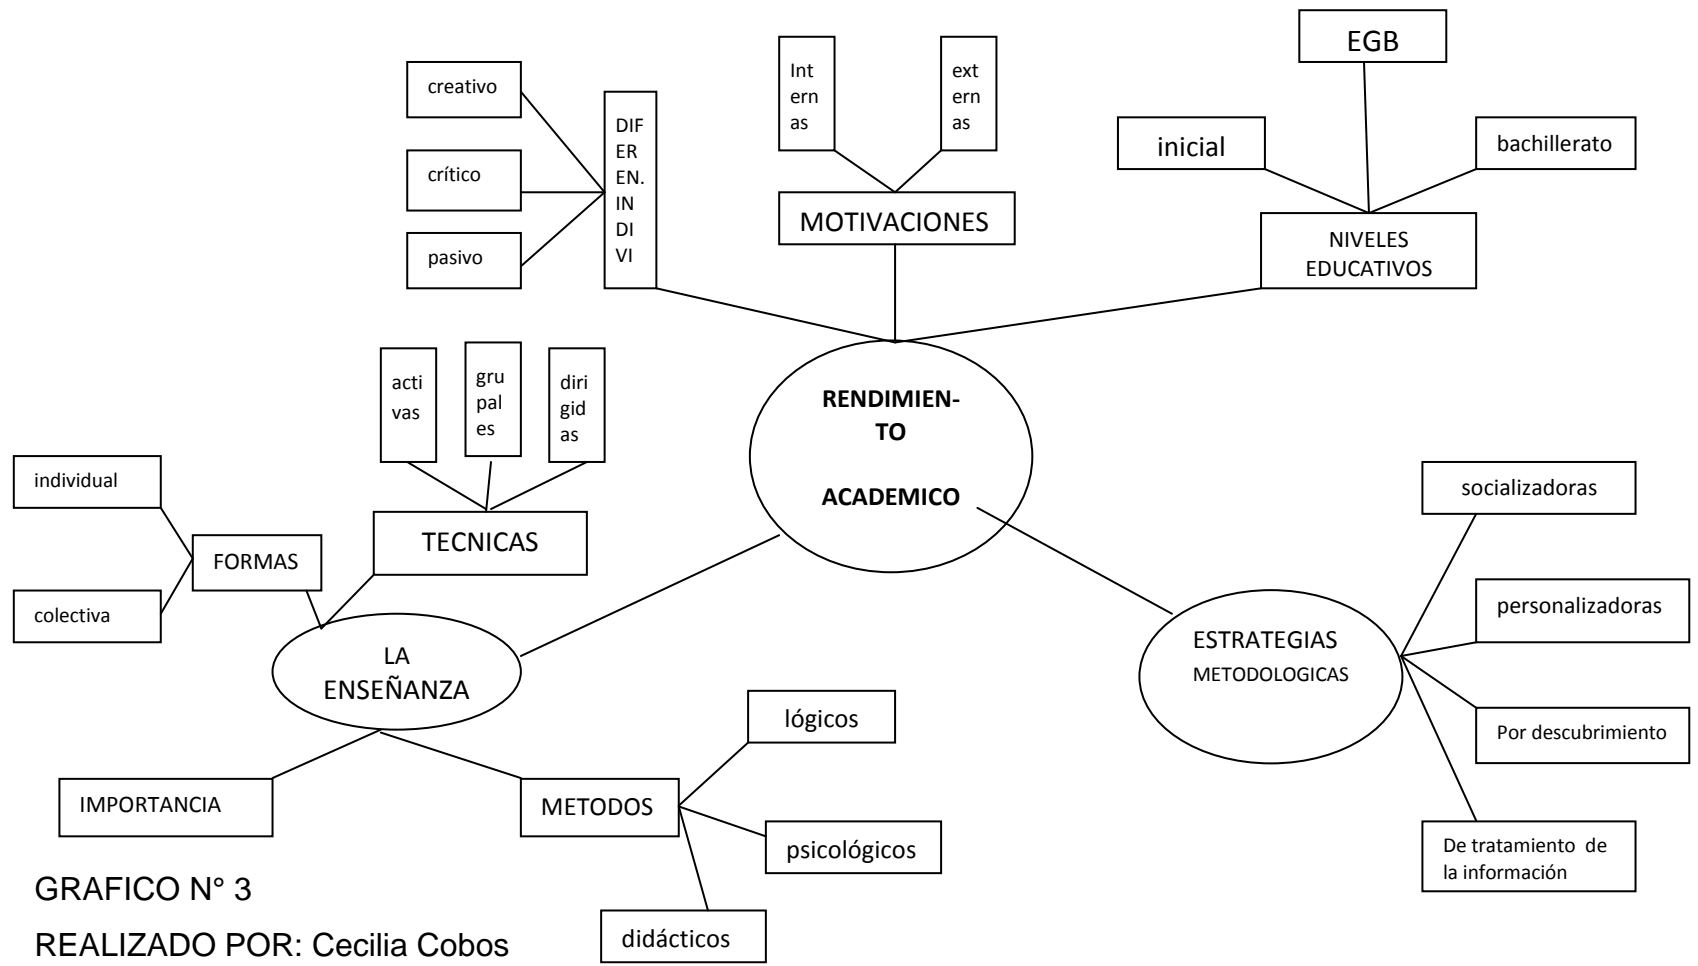 EGB
inicial
bachillerato
NIVELES
EDUCATIVOS
Int
ern
as
ext
ern
as
MOTIVACIONES
creativo
crítico
pasivo
DIF
ER
EN.
IN
DI
VI
RENDIMIEN-
TO
ACADEMICO
acti
vas
gru
pal
es
diri
gid
as
TECNICAS
individual
FORMAS
colectiva
LA
ENSEÑANZA
IMPORTANCIA
METODOS
lógicos
psicológicos
didácticos
ESTRATEGIAS
METODOLOGICAS
socializadoras
personalizadoras
Por descubrimiento
De tratamiento de
la información
GRAFICO N° 3
REALIZADO POR: Cecilia Cobos